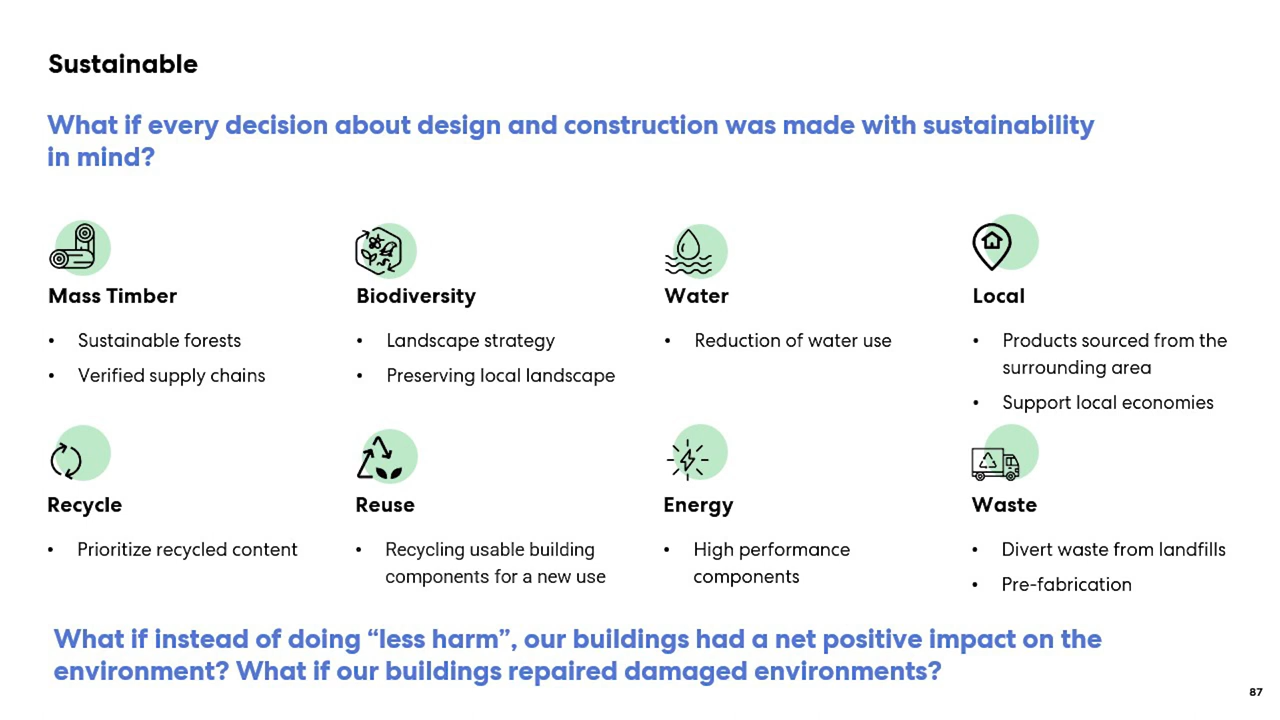 Sustainable
What if every decision about design and construction was made with sustainability
in mind?
Mass Timber
• Sustainable forests
• Verified supply chains
Biodiversity
• Landscape strategy
• Preserving local landscape
Water
• Reduction of water use
Local
• Products sourced from the
surrounding area
• Support local economies
Recycle
• Prioritize recycled content
Reuse
• Recycling usable building
components for a new use
Energy
• High performance
components
Waste
• Divert waste from landfills
• Pre-fabrication
What if instead of doing “less harm”, our buildings had a net positive impact on the
environment? What if our buildings repaired damaged environments?
87